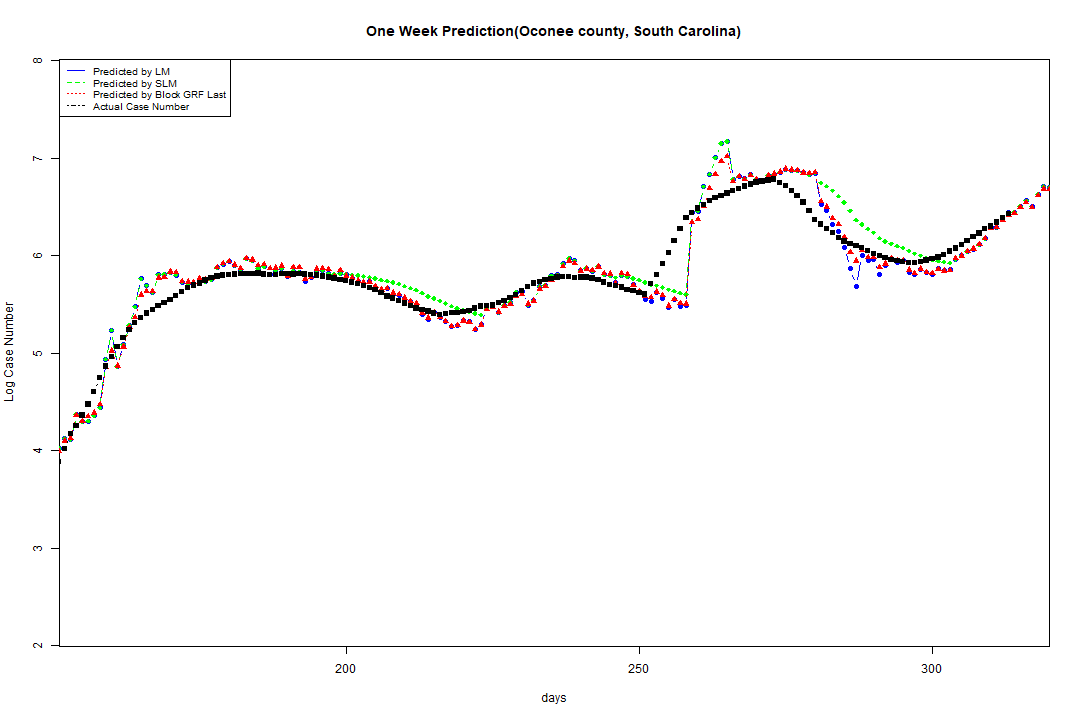 One Week Prediction(Oconee county, South Carolina)
Predicted by LM
Predicted by SLM
Predicted by Block GRF Last
Actual Case Number
8
7
6
5
4
3
2
Log Case Number
200 250 300
days